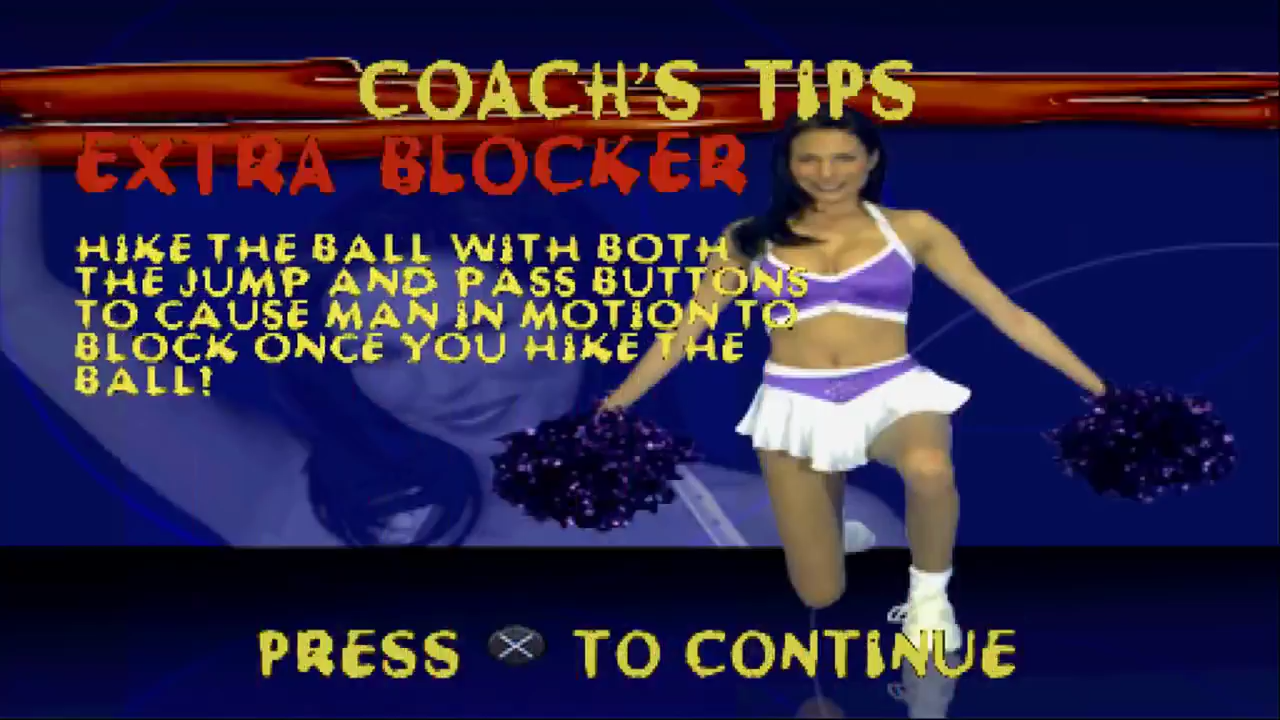 COACH'S TIPS
EXTRA BLOCKER
HIKE THE BALL WITH BOTH
THE JUMP AND PASS BUTTONS
TO CAUSE MAN IN MOTION TO
BLOCK ONCE YOU HIKE THE
BALL!
PRESS X TO CONTINUE